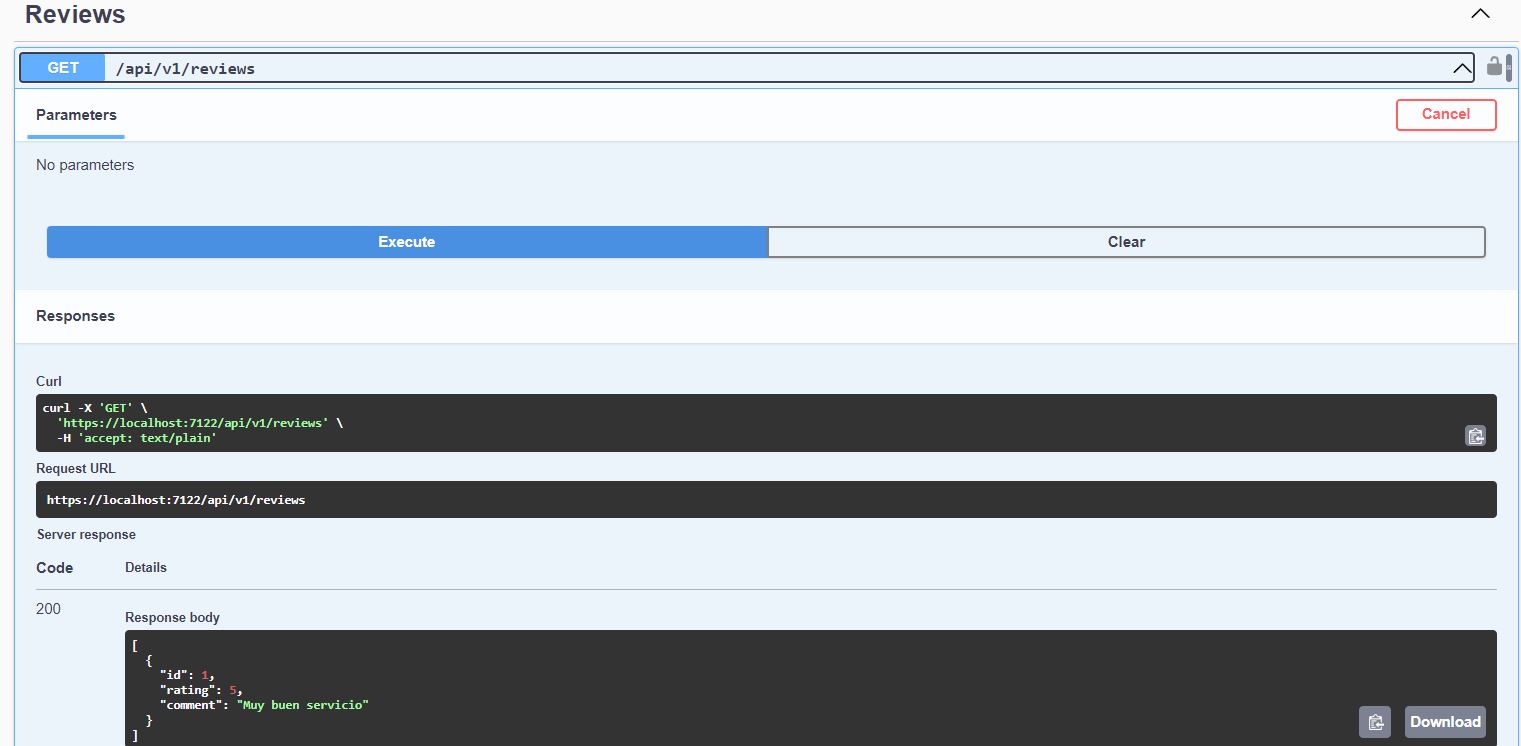 Reviews
GET /api/v1/reviews
Parameters
Cancel
No parameters
Execute
Clear
Responses
Curl
curl -X 'GET' \
  'https://localhost:7122/api/v1/reviews' \
  -H 'accept: text/plain'
Request URL
https://localhost:7122/api/v1/reviews
Server response
Code Details
200
Response body
[
  {
    "id": 1,
    "rating": 5,
    "comment": "Muy buen servicio"
  }
]
Download